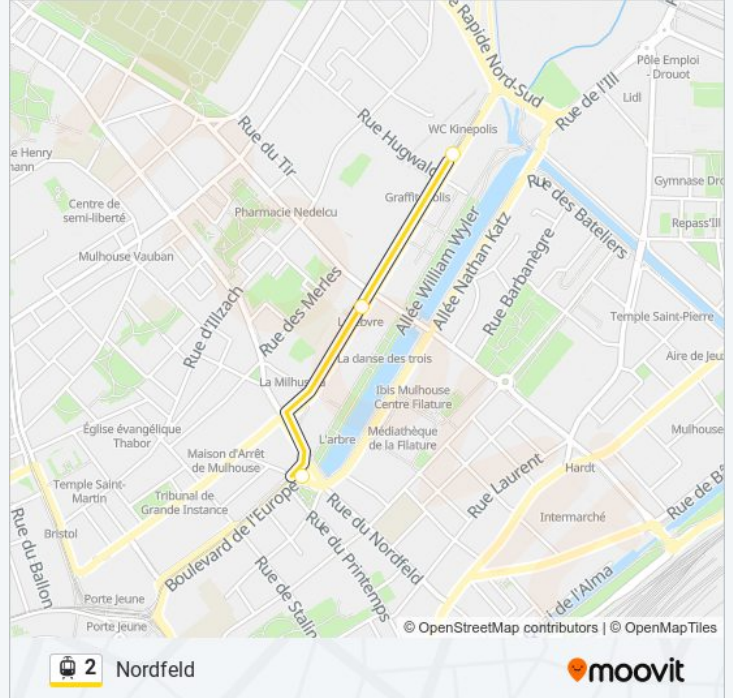 e Rapide Nord-Sud
Rue de l'Ill
Pôle Emploi
- Drouot
Lidl
WC Kinepolis
Rue Hugwald
Rue du Tir
e Henry
mann
Centre de
semi-liberté
Pharmacie Nedelcu
Graffitipolis
Rue des Bateliers
Gymnase Dro
Repass'Ill
Mulhouse Vauban
Allée William Wyler
Allée Nathan Katz
Rue Barbanègre
Rue d'Illzach
Rue des Merles
Lefebvre
Temple Saint-Pierre
La danse des trois
Aire de Jeu
La Milhusina
Ibis Mulhouse
Centre Filature
Église évangélique
Thabor
L'arbre
Médiathèque
de la Filature
Mulhouse
Maison d'Arrêt
de Mulhouse
Rue Laurent
Hardt
Temple Saint-
Martin
Tribunal de
Grande Instance
Boulevard de l'Europe
Rue du Nordfeld
Rue de B
Intermarché
Bristol
Rue du Ballon
Rue du Printemps
Rue de Stalin
i de l'Alma
Porte Jeune
Porte Jeune
© OpenStreetMap contributors | © OpenMapTiles
2 Nordfeld
moovit